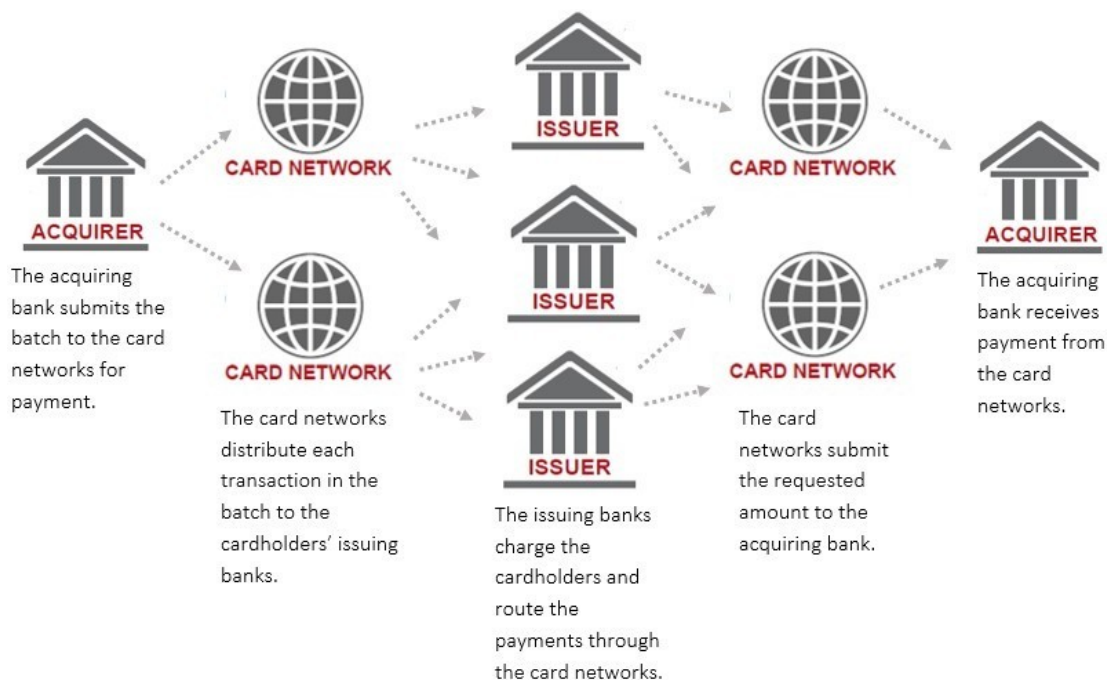 ISSUER
CARD NETWORK
CARD NETWORK
ACQUIRER
ACQUIRER
The acquiring
bank submits the
batch to the card
networks for
payment.
ISSUER
The acquiring
bank receives
payment from
the card
networks.
CARD NETWORK
CARD NETWORK
The card networks
distribute each
transaction in the
batch to the
cardholders’ issuing
banks.
ISSUER
The issuing banks
charge the
cardholders and
route the
payments through
the card networks.
The card
networks submit
the requested
amount to the
acquiring bank.